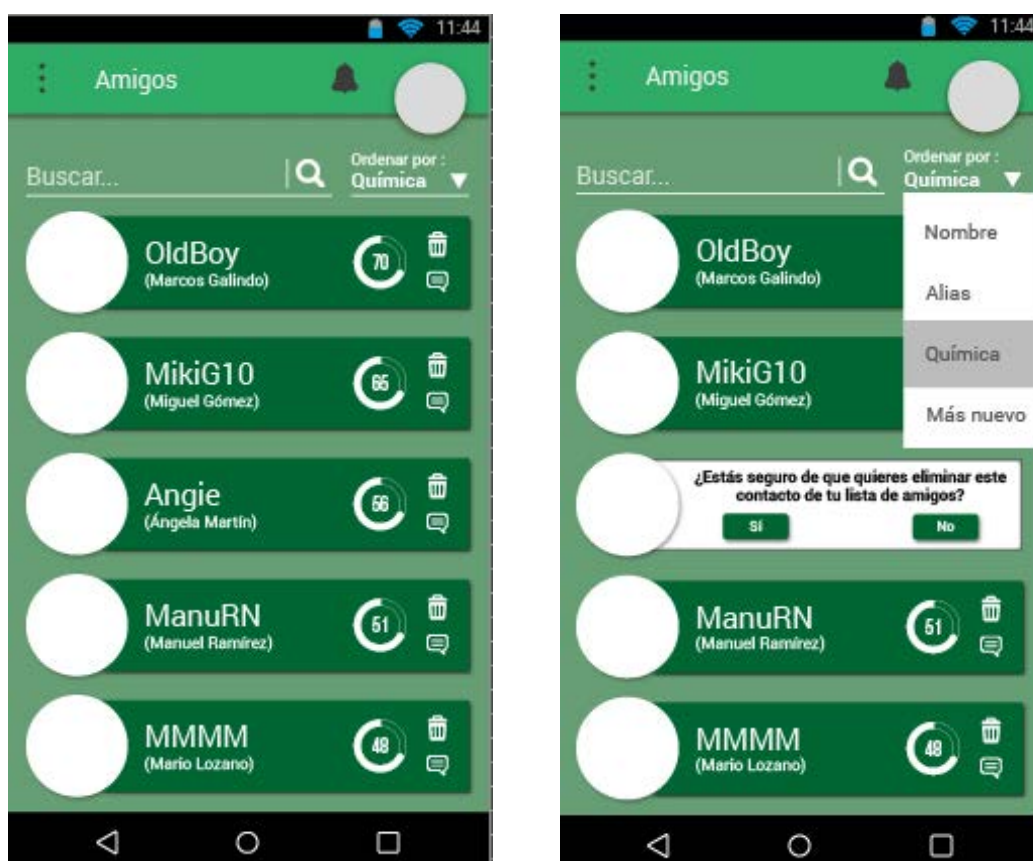 11:44
Amigos
Buscar...
Ordenar por :
Química
OldBoy
(Marcos Galindo)
70
MikiG10
(Miguel Gómez)
65
Angie
(Ángela Martín)
56
ManuRN
(Manuel Ramírez)
51
MMMM
(Mario Lozano)
48
11:44
Amigos
Buscar...
Ordenar por :
Química
Nombre
Alias
Química
Más nuevo
OldBoy
(Marcos Galindo)
MikiG10
(Miguel Gómez)
¿Estás seguro de que quieres eliminar este
contacto de tu lista de amigos?
Sí
No
ManuRN
(Manuel Ramírez)
51
MMMM
(Mario Lozano)
48